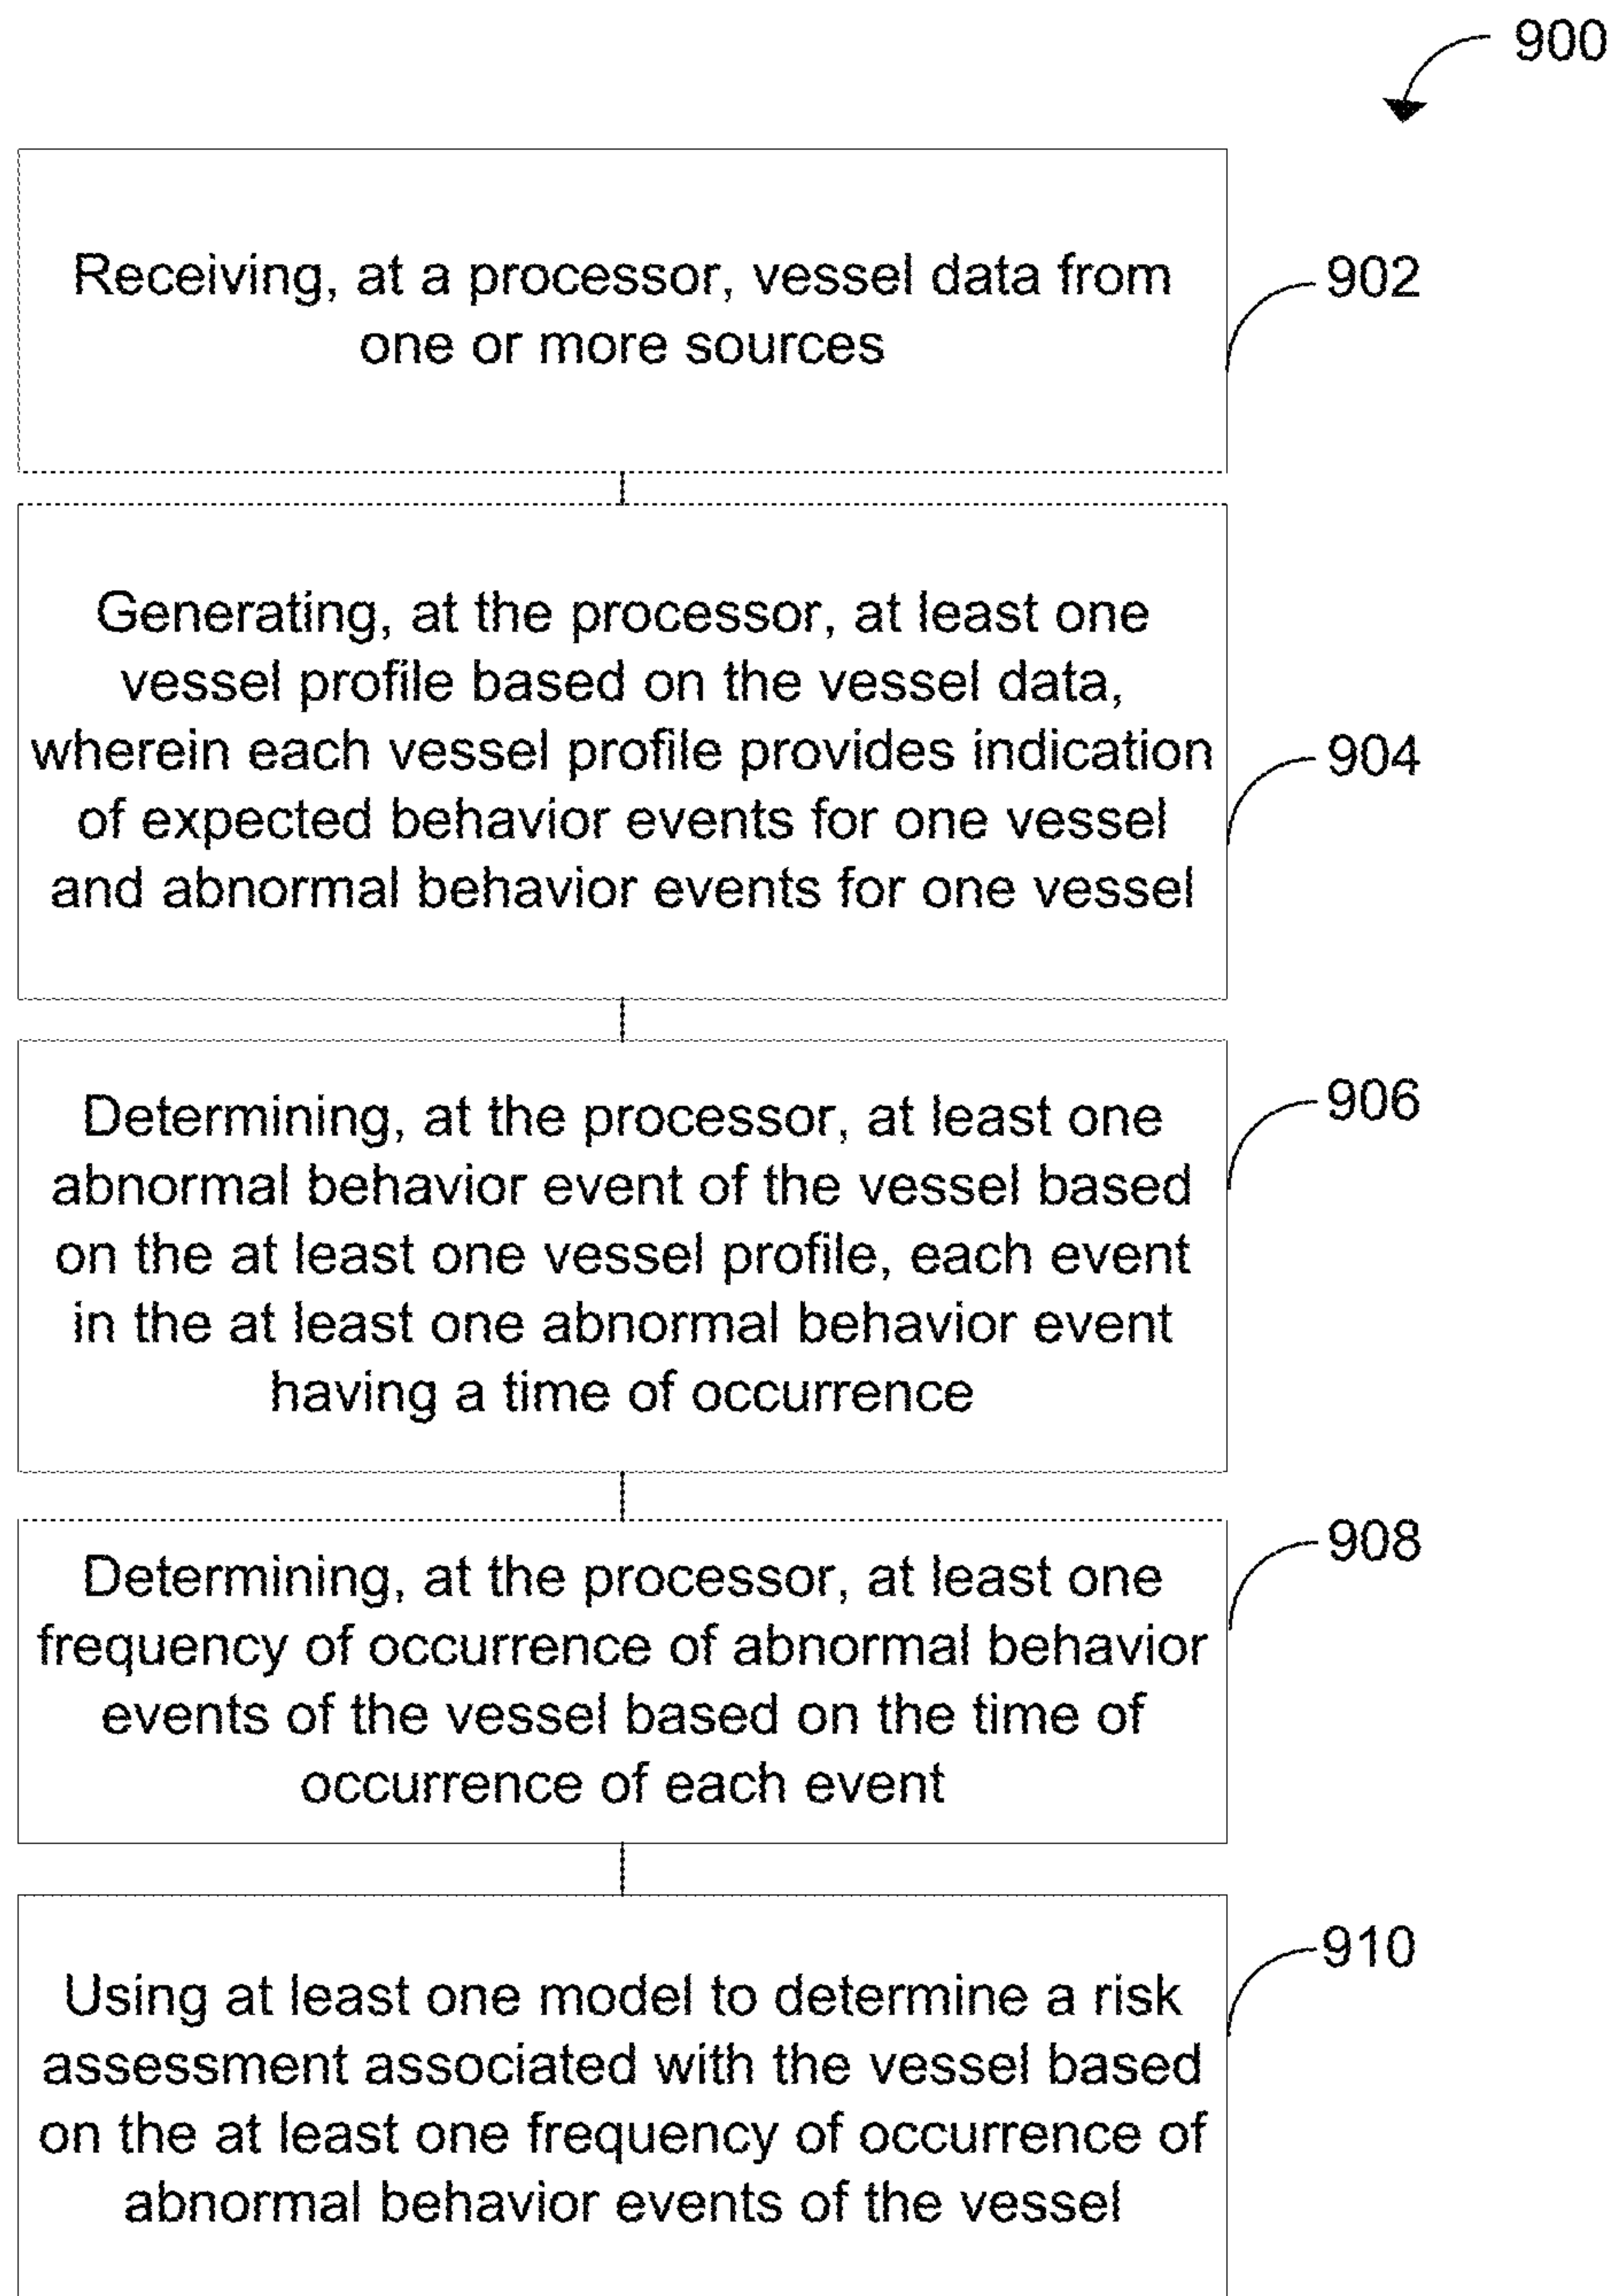 900
Receiving, at a processor, vessel data from
one or more sources
902
Generating, at the processor, at least one
vessel profile based on the vessel data,
wherein each vessel profile provides indication
of expected behavior events for one vessel
and abnormal behavior events for one vessel
904
Determining, at the processor, at least one
abnormal behavior event of the vessel based
on the at least one vessel profile, each event
in the at least one abnormal behavior event
having a time of occurrence
906
Determining, at the processor, at least one
frequency of occurrence of abnormal behavior
events of the vessel based on the time of
occurrence of each event
908
Using at least one model to determine a risk
assessment associated with the vessel based
on the at least one frequency of occurrence of
abnormal behavior events of the vessel
910